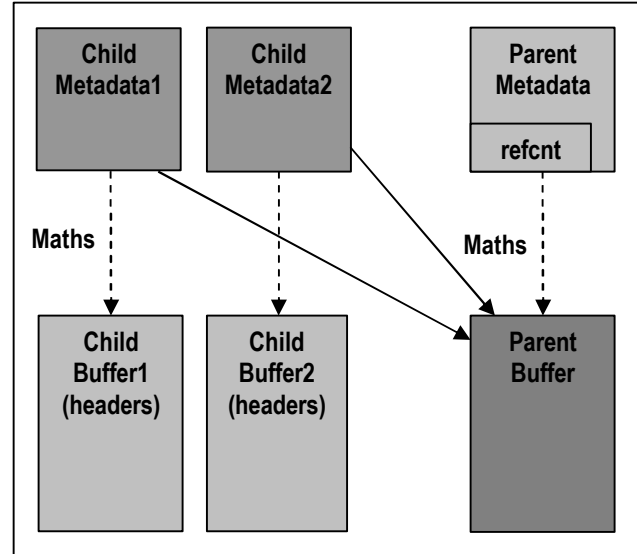 Child
Metadata1
Child
Metadata2
Parent
Metadata
refcnt
Maths
Maths
Child
Buffer1
(headers)
Child
Buffer2
(headers)
Parent
Buffer